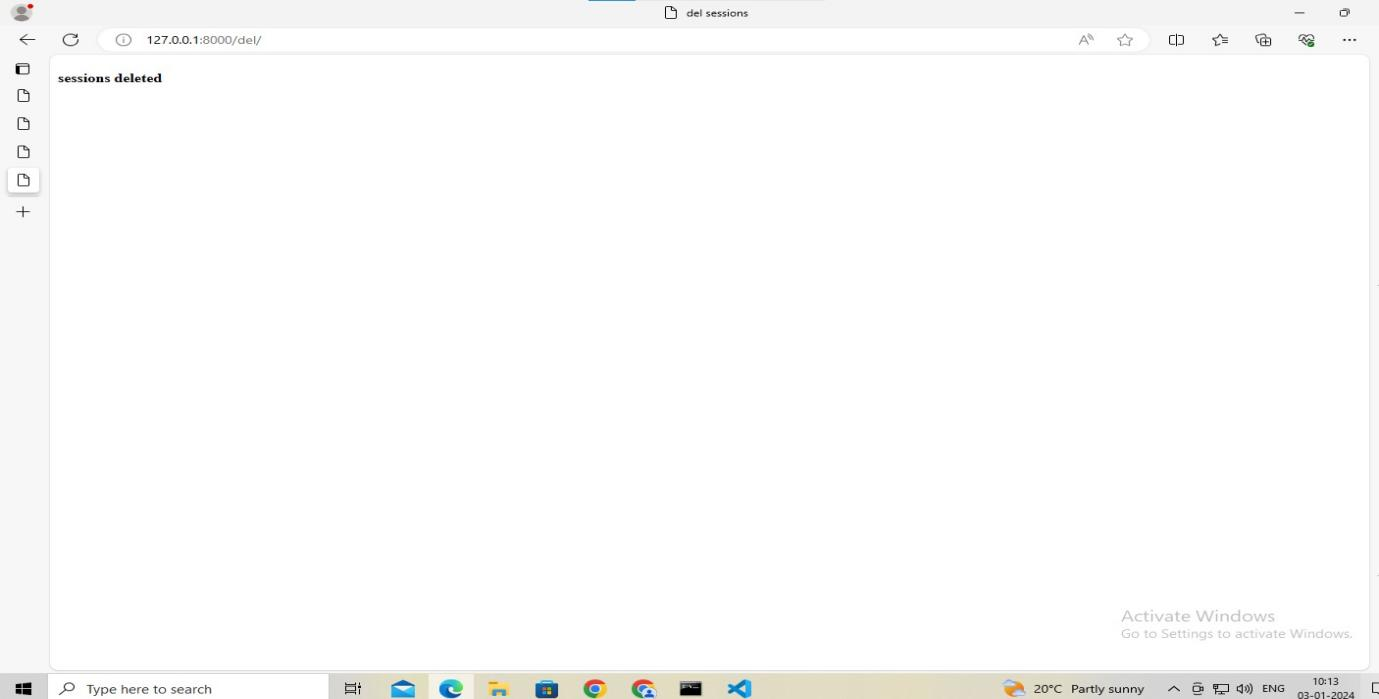 del sessions
127.0.0.1:8000/del/
sessions deleted
Activate Windows
Go to Settings to activate Windows.
Type here to search
20°C Partly sunny
ENG
10:13
03-01-2024